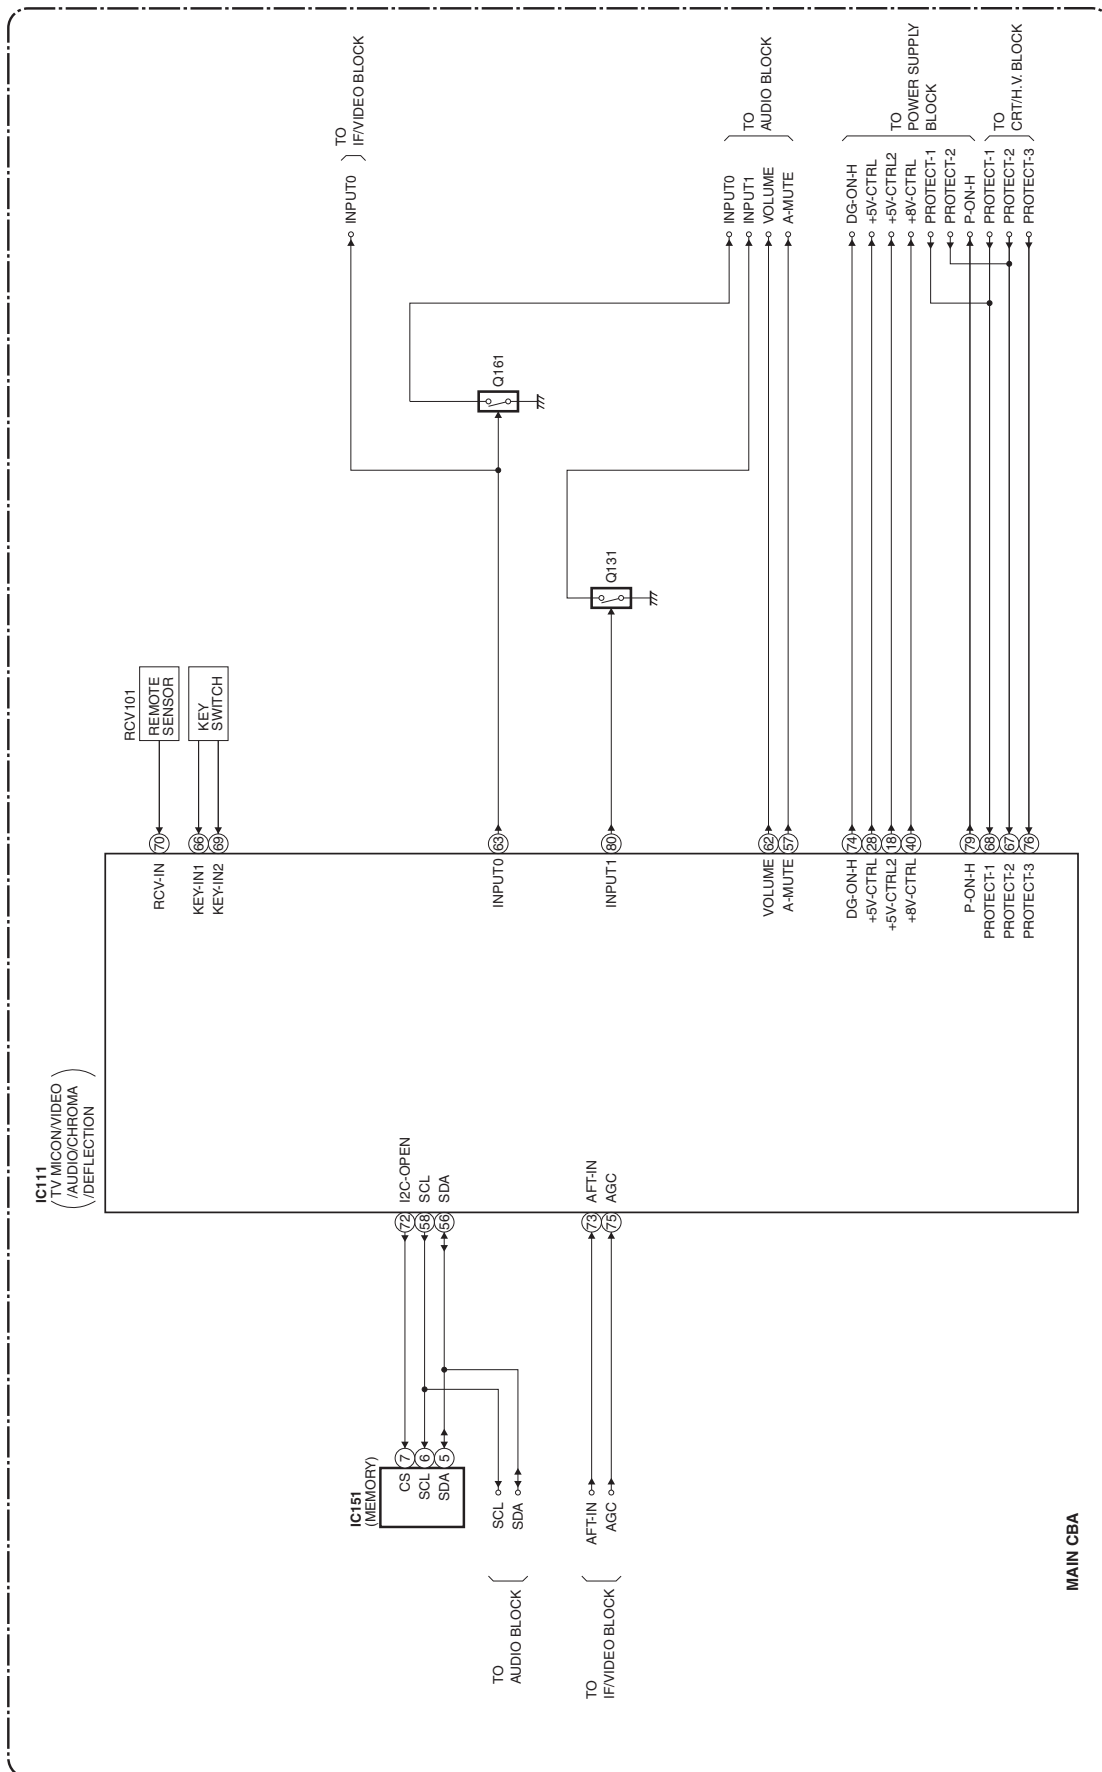 TO
IF/VIDEO BLOCK
INPUT0
TO
AUDIO BLOCK
INPUT0
INPUT1
VOLUME
A-MUTE
TO
POWER SUPPLY
BLOCK
DG-ON-H
+5V-CTRL
+5V-CTRL2
+8V-CTRL
PROTECT-1
PROTECT-2
P-ON-H
TO
CRT/H.V. BLOCK
PROTECT-1
PROTECT-2
PROTECT-3
Q161
Q131
RCV101
REMOTE
SENSOR
KEY
SWITCH
70
66
69
63
80
62
57
74
28
18
40
79
68
67
76
RCV-IN
KEY-IN1
KEY-IN2
INPUT0
INPUT1
VOLUME
A-MUTE
DG-ON-H
+5V-CTRL
+5V-CTRL2
+8V-CTRL
P-ON-H
PROTECT-1
PROTECT-2
PROTECT-3
IC111
TV MICON/VIDEO
/AUDIO/CHROMA
/DEFLECTION
I2C-OPEN
SCL
SDA
AFT-IN
AGC
72
58
56
73
75
IC151
(MEMORY)
7
6
5
CS
SCL
SDA
SCL
SDA
TO
AUDIO BLOCK
AFT-IN
AGC
TO
IF/VIDEO BLOCK
MAIN CBA